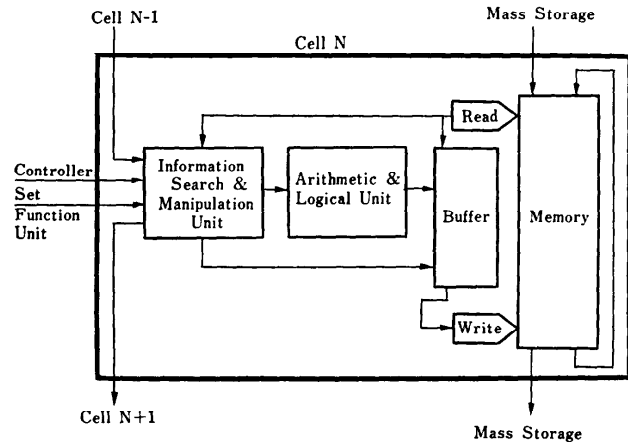 Cell N-1
Mass Storage
Cell N
Read
Controller
Set
Function
Unit
Information
Search &
Manipulation
Unit
Arithmetic &
Logical Unit
Buffer
Memory
Write
Cell N+1
Mass Storage